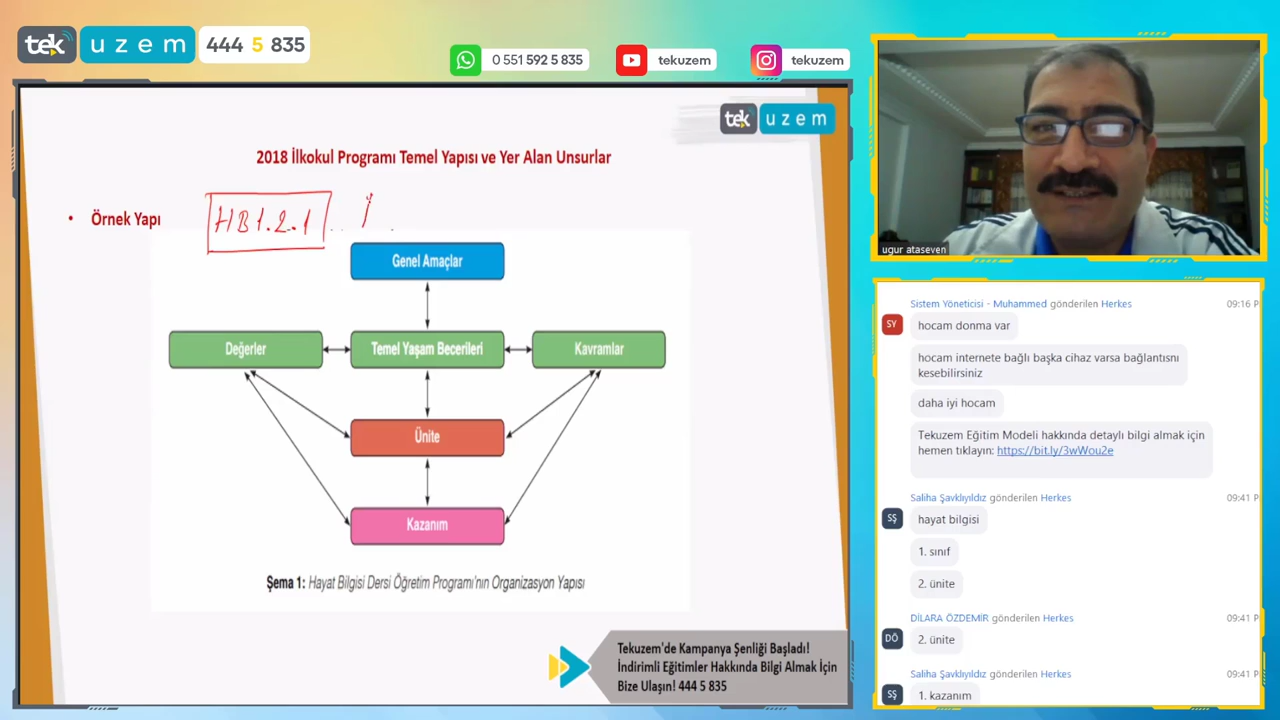 tek uzem 444 5 835
0 551 592 5 835
tekuzem
tekuzem
tek uzem
2018 İlkokul Programı Temel Yapısı ve Yer Alan Unsurlar
• Örnek Yapı
HB1.2.1
Genel Amaçlar
Değerler
Temel Yaşam Becerileri
Kavramlar
Ünite
Kazanım
Şema 1: Hayat Bilgisi Dersi Öğretim Programı'nın Organizasyon Yapısı
Tekuzem'de Kampanya Şenliği Başladı!
İndirimli Eğitimler Hakkında Bilgi Almak İçin
Bize Ulaşın! 444 5 835
ugur ataseven
Sistem Yöneticisi - Muhammed gönderilen Herkes 09:16 P
SY
hocam donma var
hocam internete bağlı başka cihaz varsa bağlantısnı
kesebilirsiniz
daha iyi hocam
Tekuzem Eğitim Modeli hakkında detaylı bilgi almak için
hemen tıklayın: https://bit.ly/3wWou2e
Saliha Şavklıyıldız gönderilen Herkes 09:41 P
SŞ
hayat bilgisi
1. sınıf
2. ünite
DİLARA ÖZDEMİR gönderilen Herkes 09:41 P
DÖ
2. ünite
Saliha Şavklıyıldız gönderilen Herkes 09:41 P
SŞ
1. kazanım